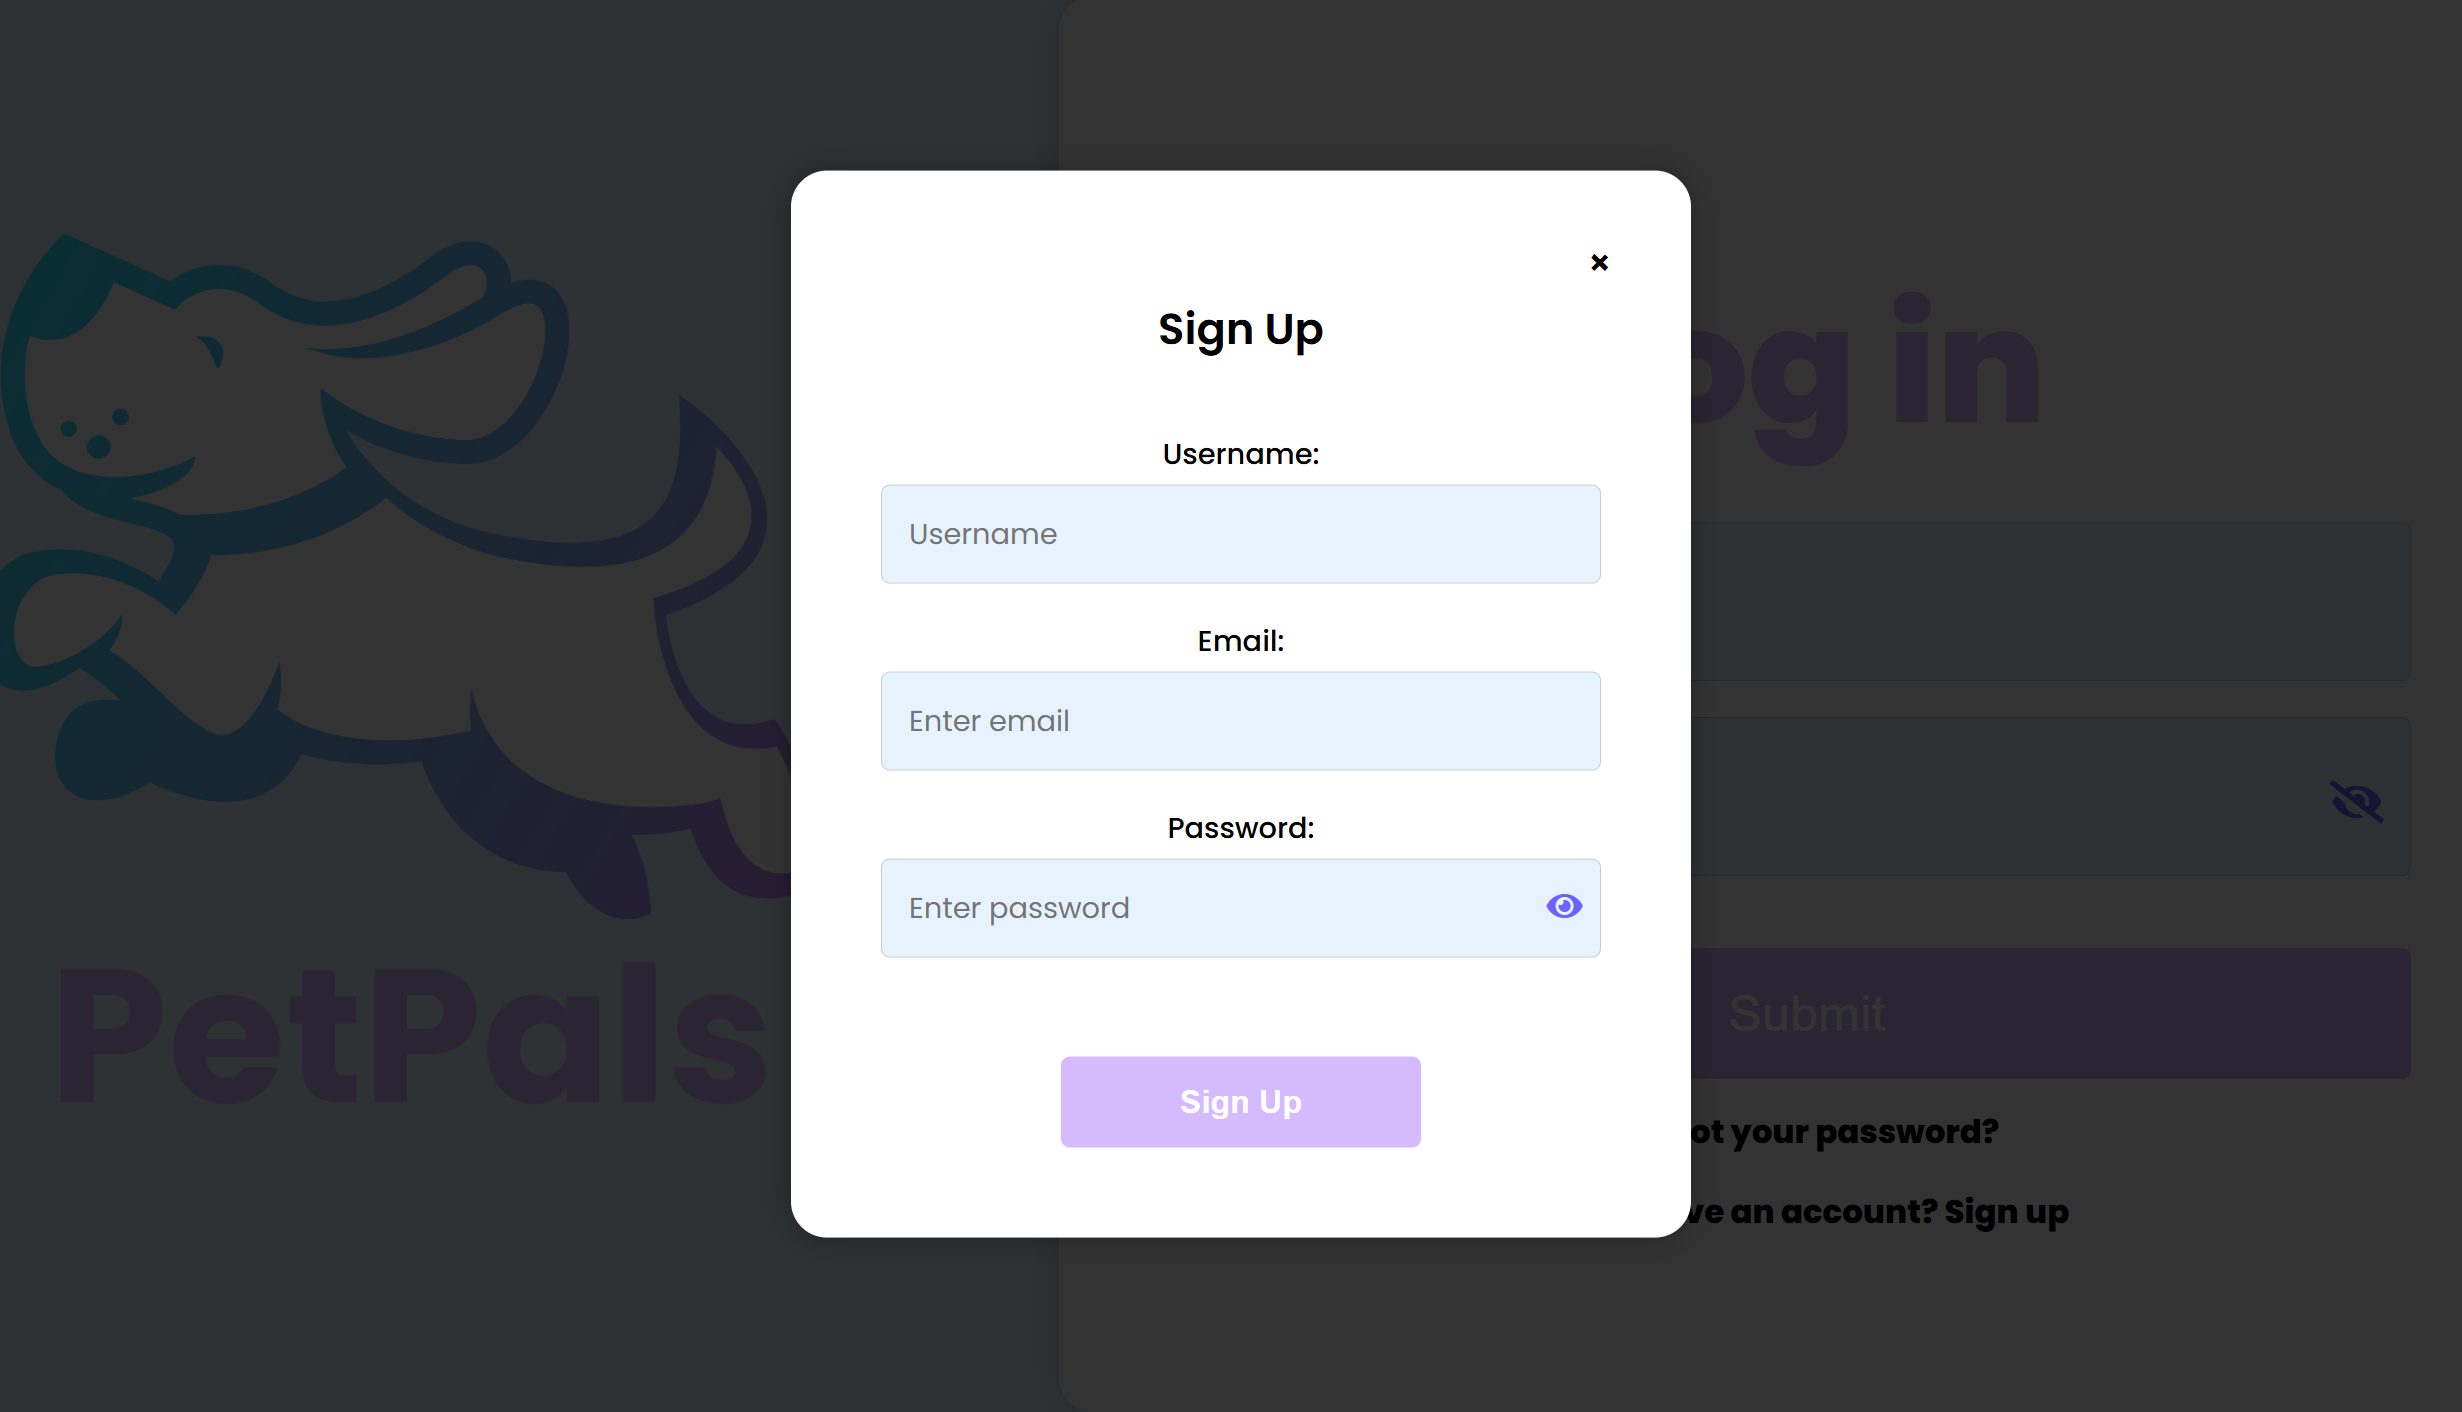 ×
Sign Up
Username:
Username
Email:
Enter email
Password:
Enter password
Sign Up
PetPals
og in
Submit
ot your password?
ve an account? Sign up